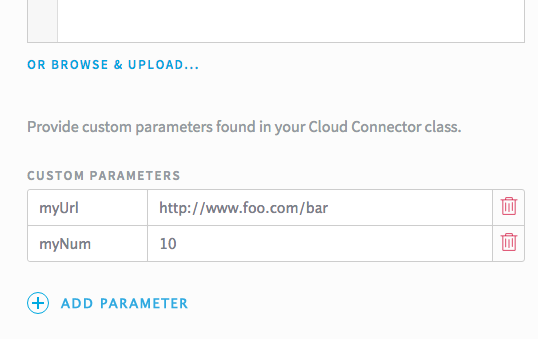 OR BROWSE & UPLOAD...
Provide custom parameters found in your Cloud Connector class.
CUSTOM PARAMETERS
myUrl http://www.foo.com/bar
myNum 10
ADD PARAMETER